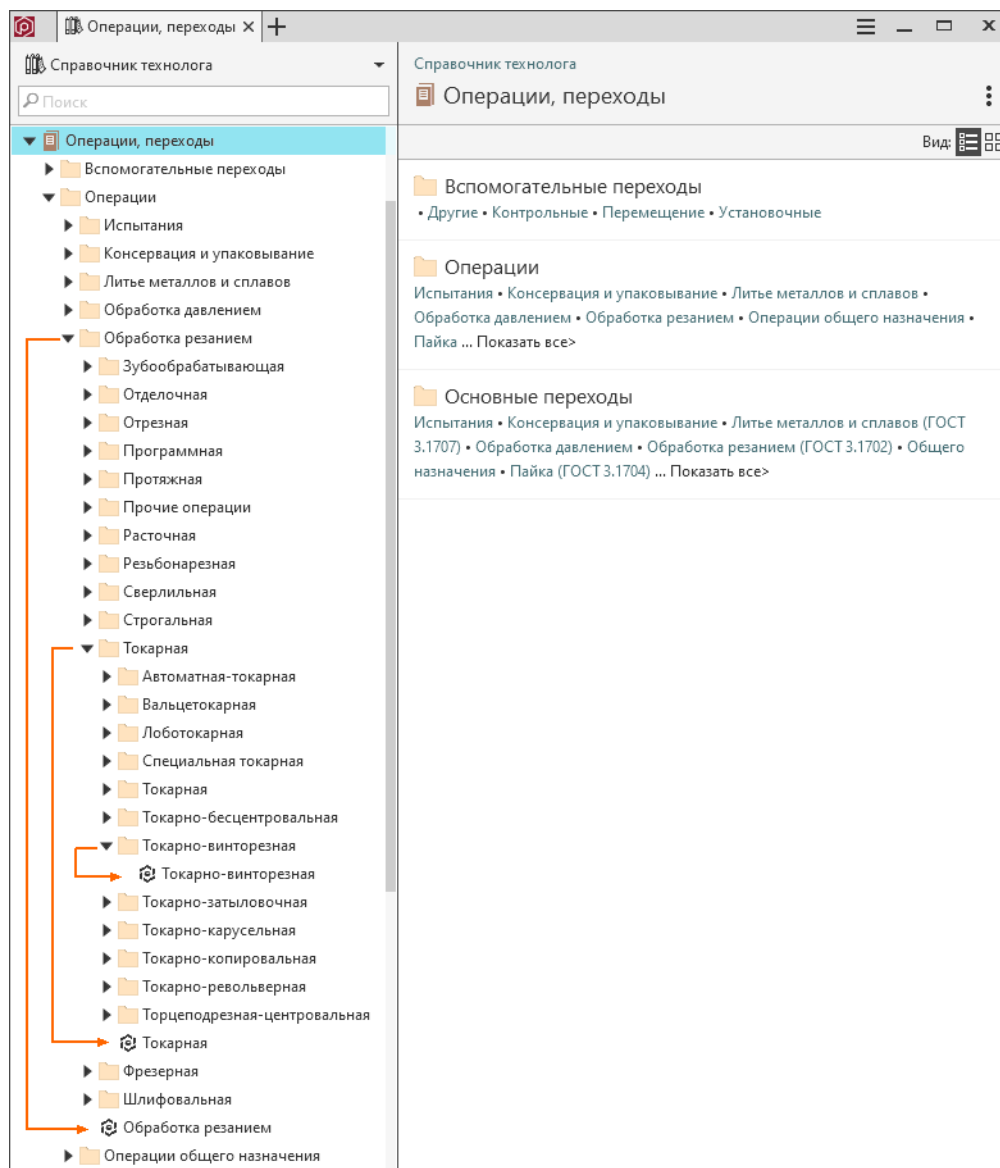 Операции, переходы
Справочник технолога
Поиск
Операции, переходы
Вспомогательные переходы
Операции
Испытания
Консервация и упаковывание
Литье металлов и сплавов
Обработка давлением
Обработка резанием
Зубообрабатывающая
Отделочная
Отрезная
Программная
Протяжная
Прочие операции
Расточная
Резьбонарезная
Сверлильная
Строгальная
Токарная
Автоматная-токарная
Вальцетокарная
Лоботокарная
Специальная токарная
Токарная
Токарно-бесцентровальная
Токарно-винторезная
Токарно-винторезная
Токарно-затыловочная
Токарно-карусельная
Токарно-копировальная
Токарно-револьверная
Торцеподрезная-центровальная
Токарная
Фрезерная
Шлифовальная
Обработка резанием
Операции общего назначения
Справочник технолога
Операции, переходы
Вид:
Вспомогательные переходы
• Другие • Контрольные • Перемещение • Установочные
Операции
Испытания • Консервация и упаковывание • Литье металлов и сплавов •
Обработка давлением • Обработка резанием • Операции общего назначения •
Пайка ... Показать все>
Основные переходы
Испытания • Консервация и упаковывание • Литье металлов и сплавов (ГОСТ
3.1707) • Обработка давлением • Обработка резанием (ГОСТ 3.1702) • Общего
назначения • Пайка (ГОСТ 3.1704) ... Показать все>